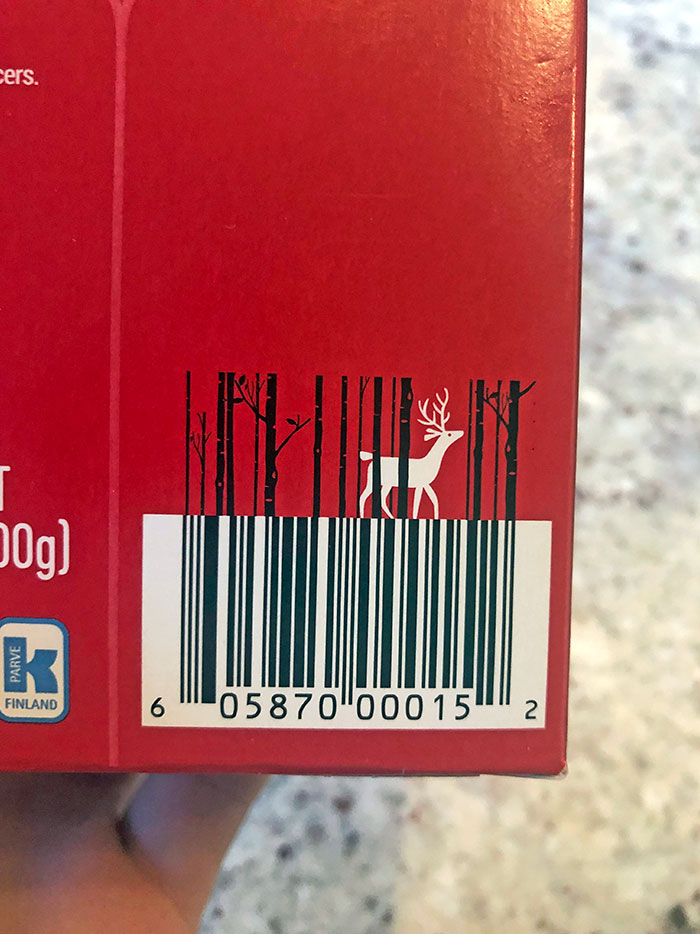 cers.
T
00g)
PARVE
K
FINLAND
6 05870 00015 2